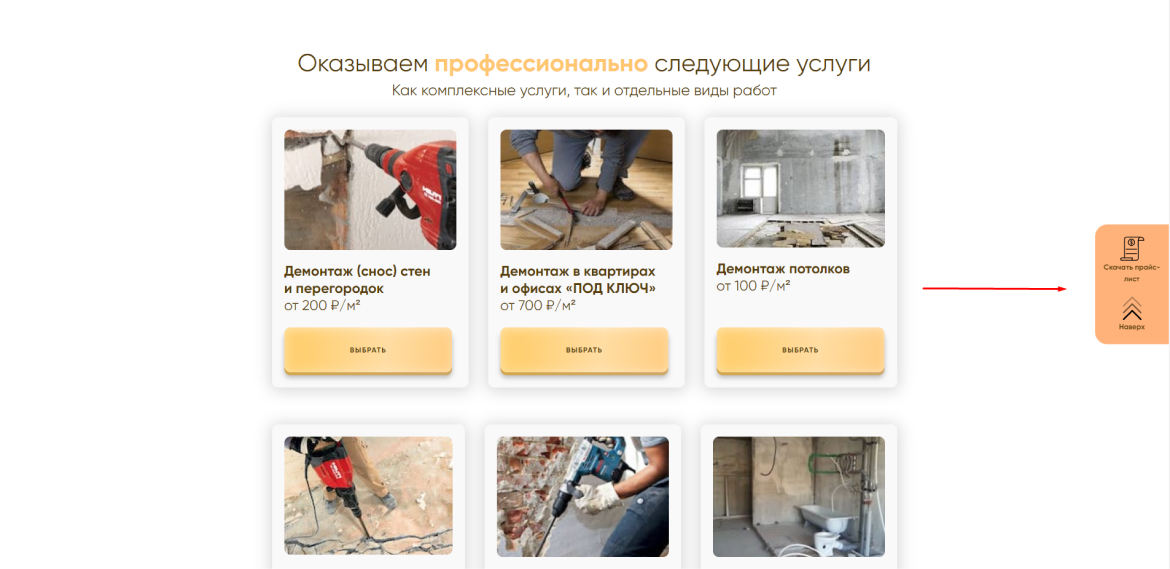 Оказываем профессионально следующие услуги
Как комплексные услуги, так и отдельные виды работ
Демонтаж (снос) стен
и перегородок
от 200 ₽/м²
ВЫБРАТЬ
Демонтаж в квартирах
и офисах «ПОД КЛЮЧ»
от 700 ₽/м²
ВЫБРАТЬ
Демонтаж потолков
от 100 ₽/м²
ВЫБРАТЬ
Скачать прайс-
лист
Наверх
HILTI